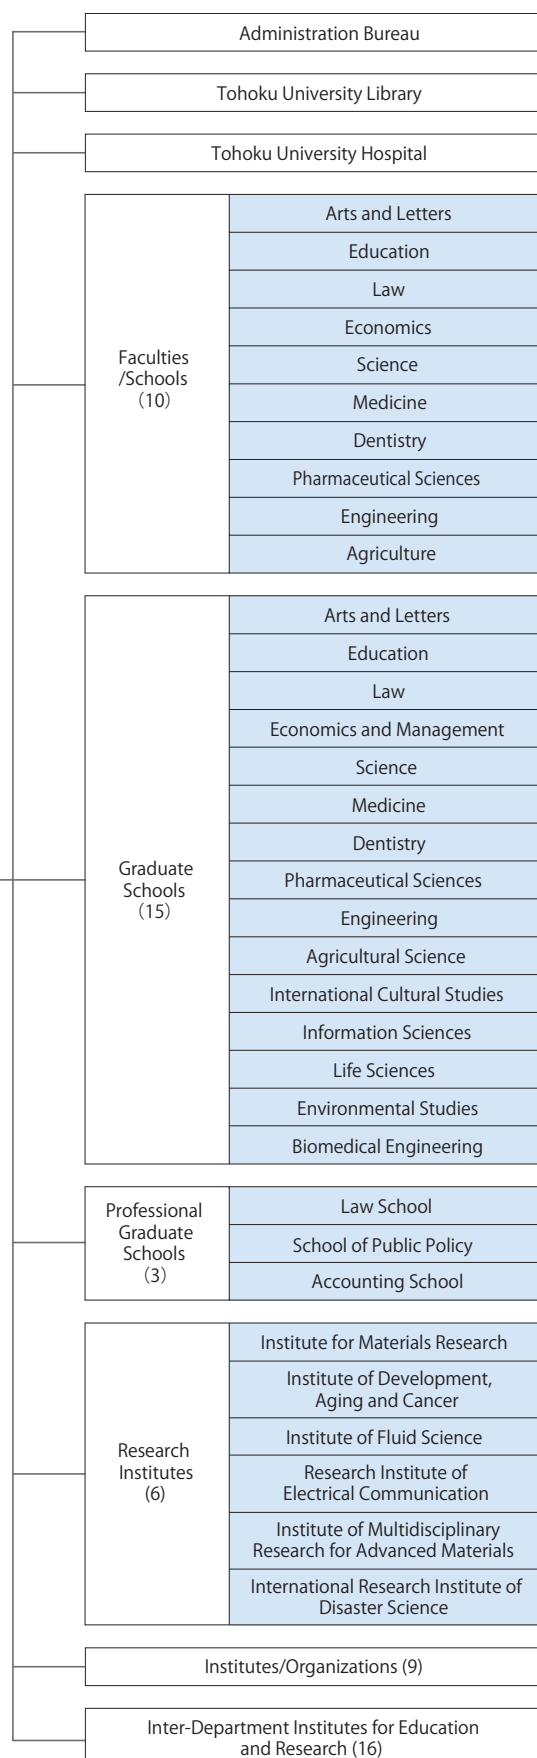 Administration Bureau
Tohoku University Library
Tohoku University Hospital
Faculties
/Schools
（10）
Arts and Letters
Education
Law
Economics
Science
Medicine
Dentistry
Pharmaceutical Sciences
Engineering
Agriculture
Graduate
Schools
（15）
Arts and Letters
Education
Law
Economics and Management
Science
Medicine
Dentistry
Pharmaceutical Sciences
Engineering
Agricultural Science
International Cultural Studies
Information Sciences
Life Sciences
Environmental Studies
Biomedical Engineering
Professional
Graduate
Schools
（3）
Law School
School of Public Policy
Accounting School
Research
Institutes
(6)
Institute for Materials Research
Institute of Development,
Aging and Cancer
Institute of Fluid Science
Research Institute of
Electrical Communication
Institute of Multidisciplinary
Research for Advanced Materials
International Research Institute of
Disaster Science
Institutes/Organizations (9)
Inter-Department Institutes for Education
and Research (16)